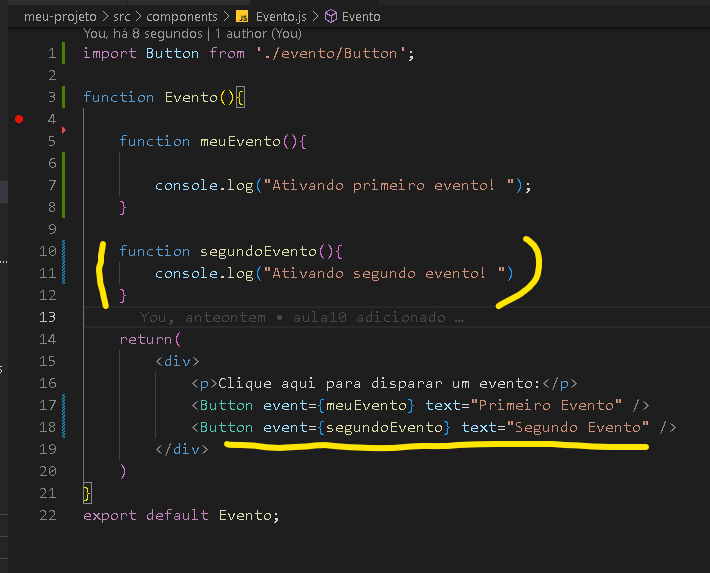 meu-projeto > src > components > JS Evento.js > Evento
You, há 8 segundos | 1 author (You)
1 import Button from './evento/Button';
2
3 function Evento(){
4
5 function meuEvento(){
6
7 console.log("Ativando primeiro evento! ");
8 }
9
10 function segundoEvento(){
11 console.log("Ativando segundo evento! ")
12 }
13 You, anteontem • aula10 adicionado …
14 return(
15 <div>
16 <p>Clique aqui para disparar um evento:</p>
17 <Button event={meuEvento} text="Primeiro Evento" />
18 <Button event={segundoEvento} text="Segundo Evento" />
19 </div>
20 )
21 }
22 export default Evento;